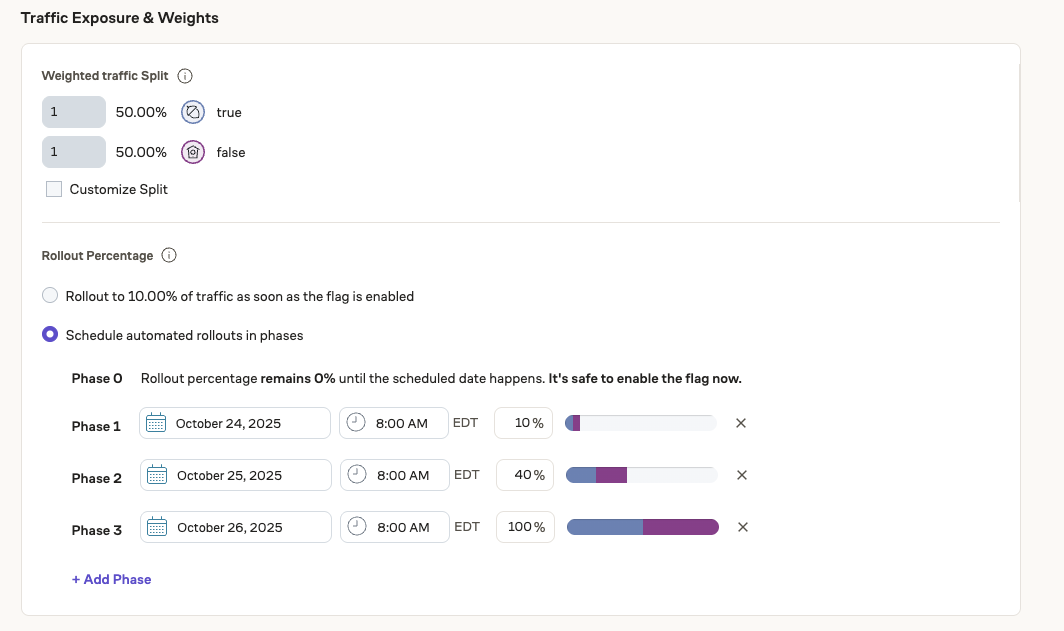 Traffic Exposure & Weights
Weighted traffic Split
1 50.00% true
1 50.00% false
Customize Split
Rollout Percentage
Rollout to 10.00% of traffic as soon as the flag is enabled
Schedule automated rollouts in phases
Phase 0 Rollout percentage remains 0% until the scheduled date happens. It's safe to enable the flag now.
Phase 1 October 24, 2025 8:00 AM EDT 10%
Phase 2 October 25, 2025 8:00 AM EDT 40%
Phase 3 October 26, 2025 8:00 AM EDT 100%
+ Add Phase